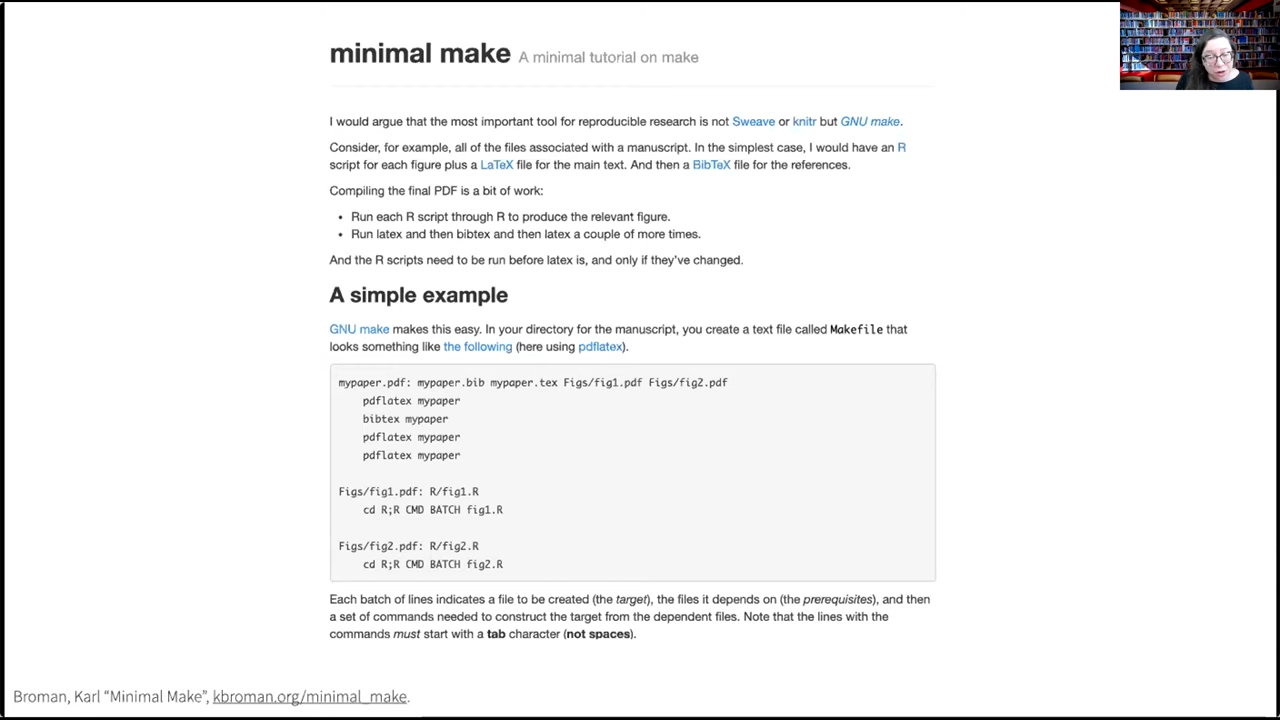 minimal make A minimal tutorial on make
I would argue that the most important tool for reproducible research is not Sweave or knitr but GNU make.
Consider, for example, all of the files associated with a manuscript. In the simplest case, I would have an R
script for each figure plus a LaTeX file for the main text. And then a BibTeX file for the references.
Compiling the final PDF is a bit of work:
• Run each R script through R to produce the relevant figure.
• Run latex and then bibtex and then latex a couple of more times.
And the R scripts need to be run before latex is, and only if they've changed.
A simple example
GNU make makes this easy. In your directory for the manuscript, you create a text file called Makefile that
looks something like the following (here using pdflatex).
mypaper.pdf: mypaper.bib mypaper.tex Figs/fig1.pdf Figs/fig2.pdf
    pdflatex mypaper
    bibtex mypaper
    pdflatex mypaper
    pdflatex mypaper
Figs/fig1.pdf: R/fig1.R
    cd R;R CMD BATCH fig1.R
Figs/fig2.pdf: R/fig2.R
    cd R;R CMD BATCH fig2.R
Each batch of lines indicates a file to be created (the target), the files it depends on (the prerequisites), and then
a set of commands needed to construct the target from the dependent files. Note that the lines with the
commands must start with a tab character (not spaces).
Broman, Karl “Minimal Make”, kbroman.org/minimal_make.